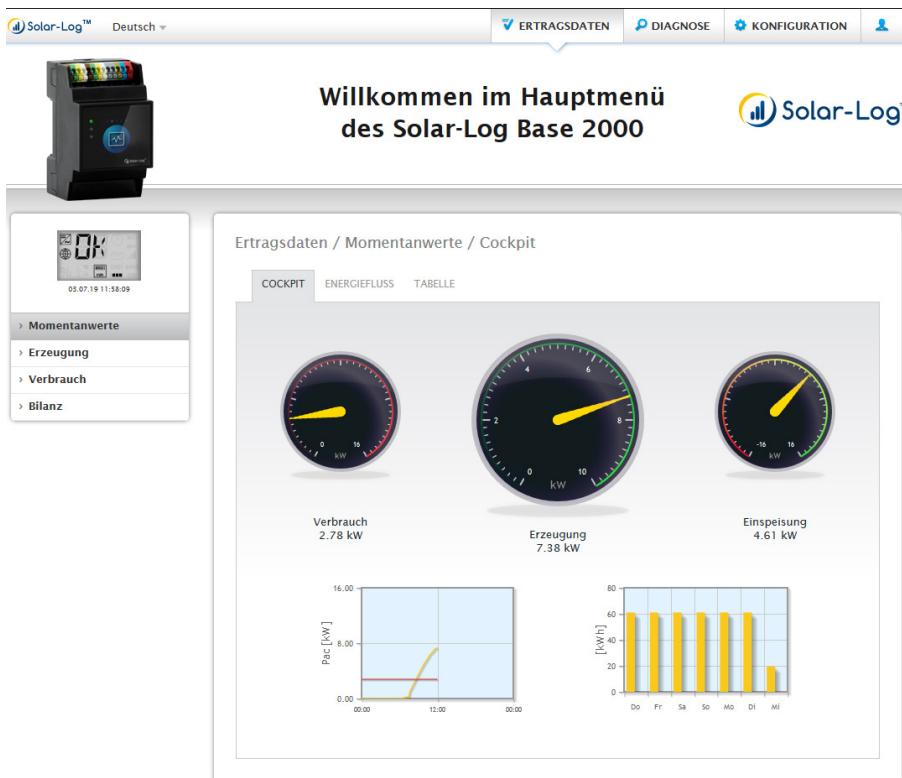 Solar-Log™ Deutsch ERTRAGSDATEN DIAGNOSE KONFIGURATION
Willkommen im Hauptmenü
des Solar-Log Base 2000
Solar-Log
OK
05.07.19 11:58:09
Momentanwerte
Erzeugung
Verbrauch
Bilanz
Ertragsdaten / Momentanwerte / Cockpit
COCKPIT ENERGIEFLUSS TABELLE
0 16
kW
Verbrauch
2.78 kW
4 6
2 8
0 10
kW
Erzeugung
7.38 kW
-16 16
kW
Einspeisung
4.61 kW
16.00
8.00
0.00
Pac [kW]
00:00 12:00 00:00
80
60
40
20
0
[kWh]
Do Fr Sa So Mo Di Mi